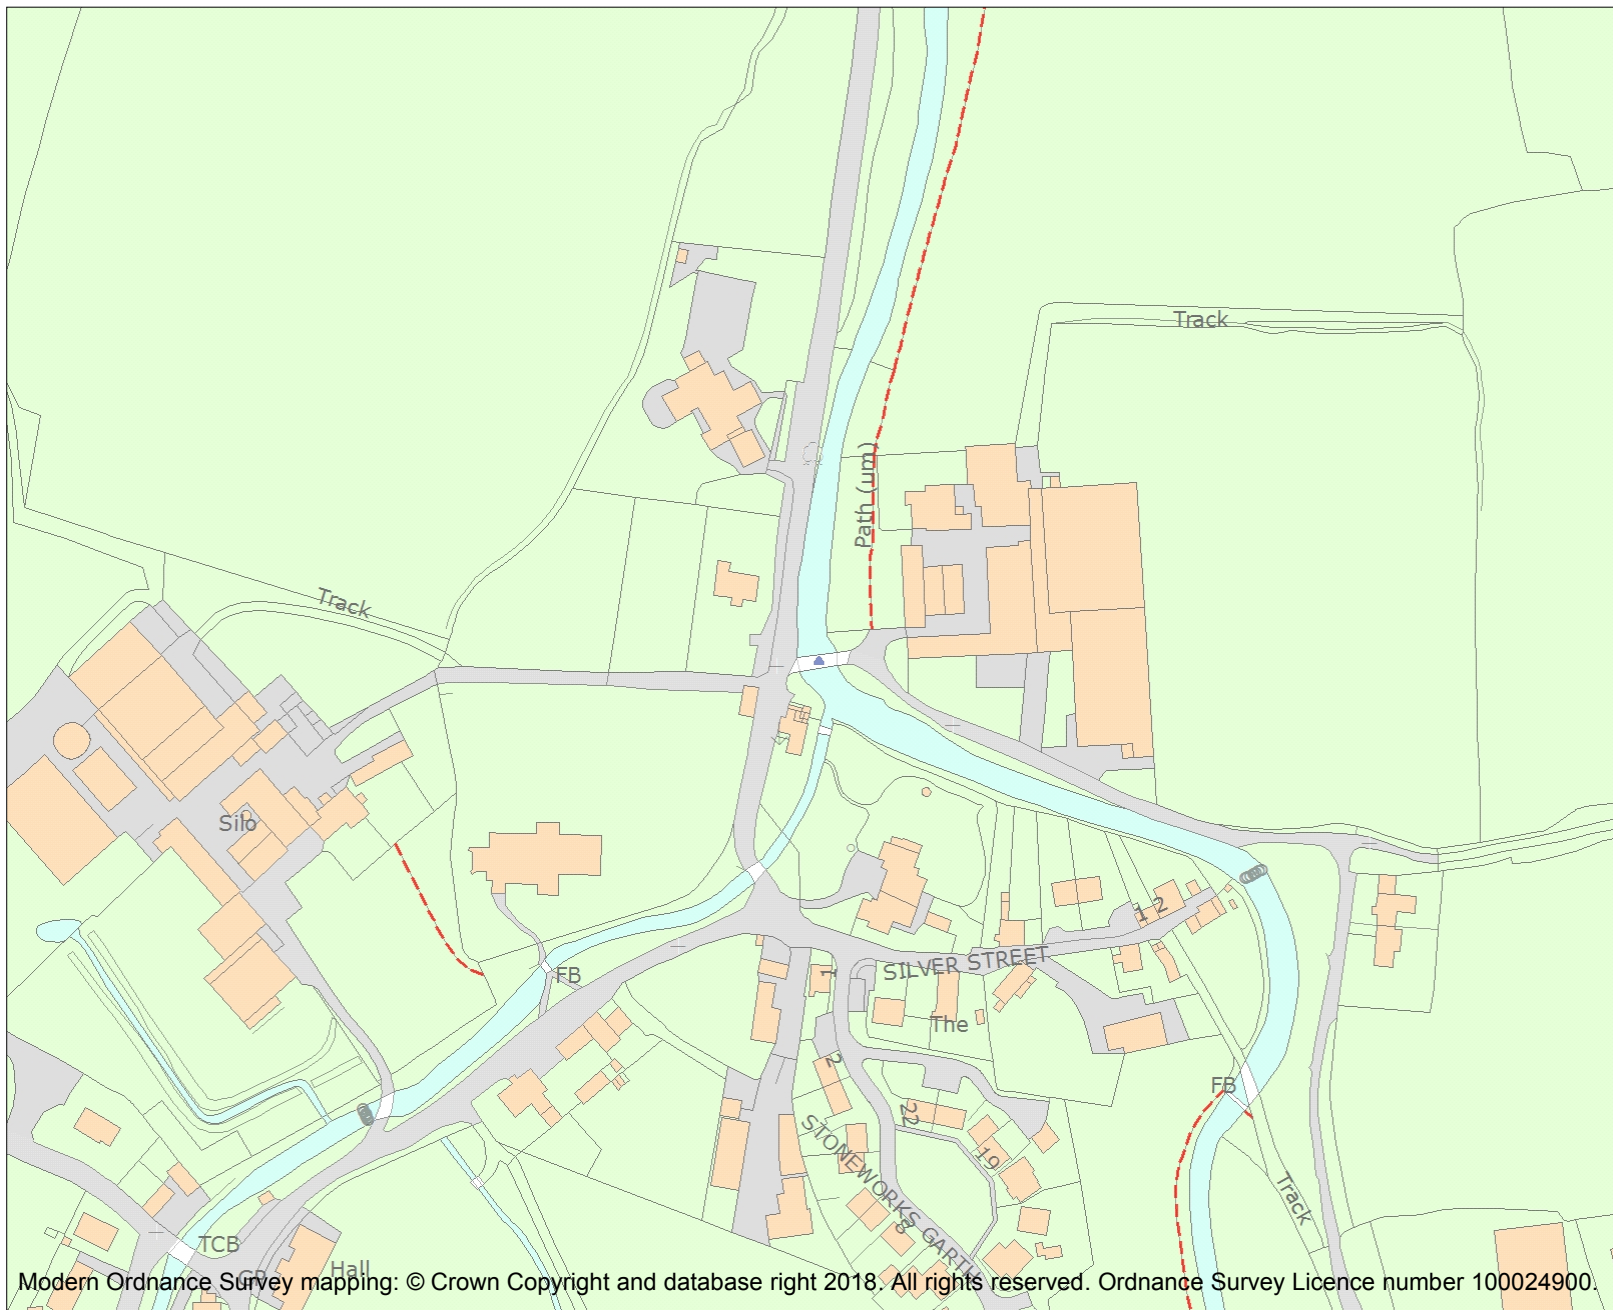 Track
Path (um)
Track
Silo
1 2
SILVER STREET
FB
1
The
2
FB
22
STONEWORKS GARTH
19
Track
8
TCB
Hall
GP
Modern Ordnance Survey mapping: © Crown Copyright and database right 2018. All rights reserved. Ordnance Survey Licence number 100024900.